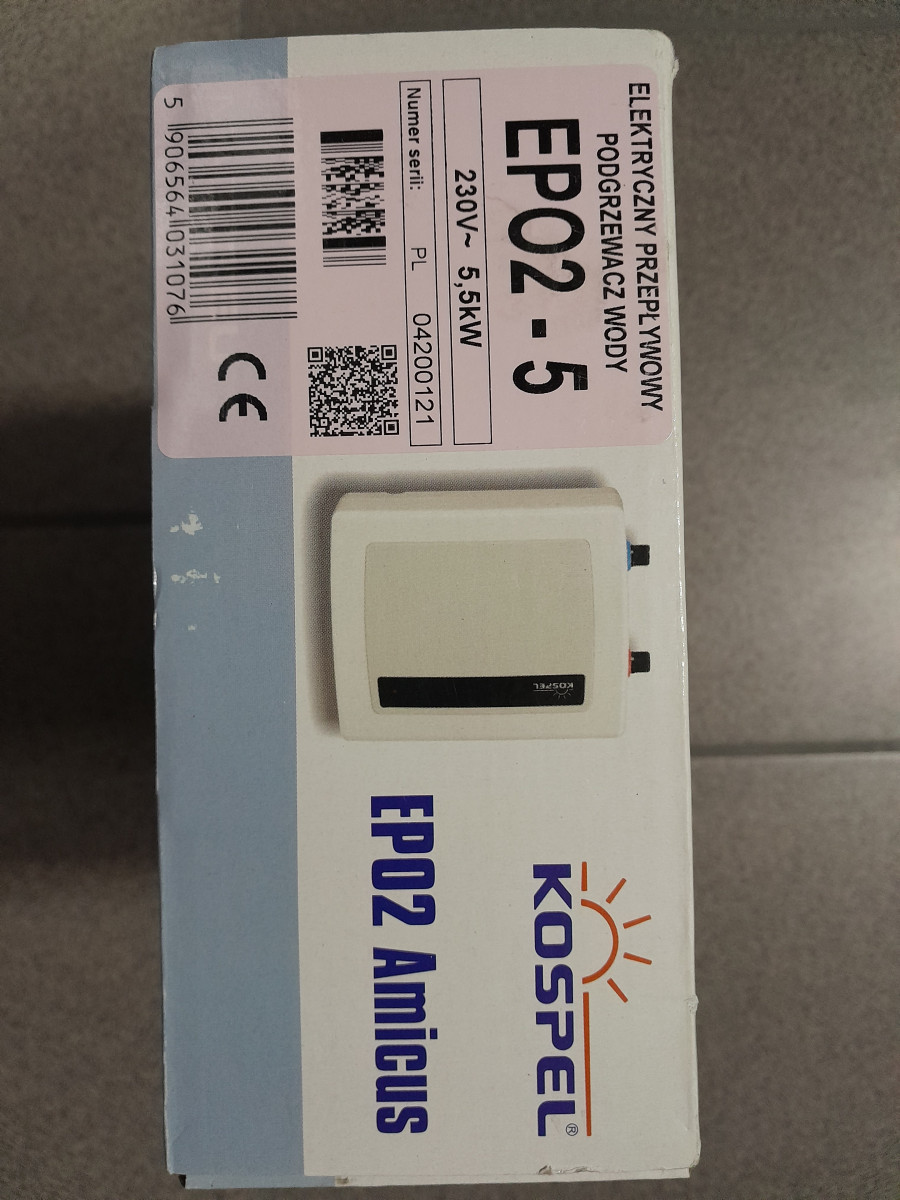 ELEKTRYCZNY PRZEPŁYWOWY
PODGRZEWACZ WODY
EPO2 - 5
230V~ 5,5kW
Numer serii: PL 04200121
5 906564 031076
CE
KOSPEL
KOSPEL®
EPO2 Amicus